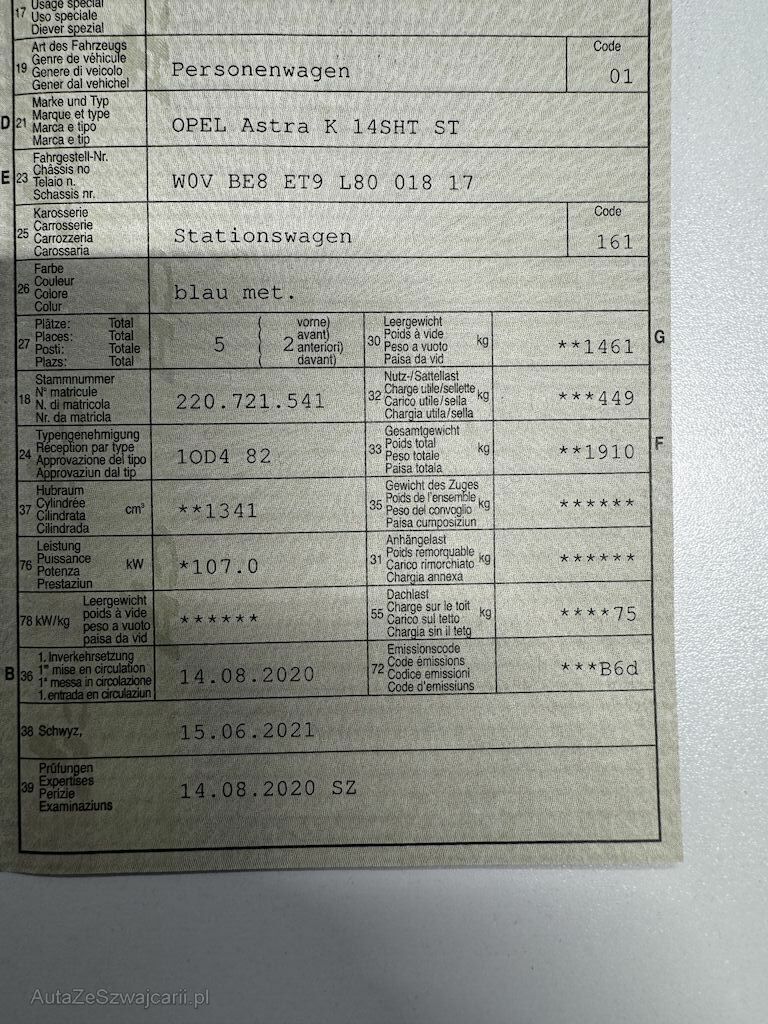 17 Usage spécial
Uso speciale
Diever spezial
19 Art des Fahrzeugs
Genre de véhicule
Genere di veicolo
Gener dal vehichel
Personenwagen
Code
01
D 21 Marke und Typ
Marque et type
Marca e tipo
Marca e tip
OPEL Astra K 14SHT ST
E 23 Fahrgestell-Nr.
Châssis no
Telaio n.
Schassis nr.
W0V BE8 ET9 L80 018 17
25 Karosserie
Carrosserie
Carrozzeria
Carossaria
Stationswagen
Code
161
26 Farbe
Couleur
Colore
Colur
blau met.
27 Plätze: Total
Places: Total
Posti: Totale
Plazs: Total
5 ( 2 vorne)
avant)
anteriori)
davant)
30 Leergewicht
Poids à vide
Peso a vuoto
Paisa da vid
kg
**1461
G
18 Stammnummer
N° matricule
N. di matricola
Nr. da matricla
220.721.541
32 Nutz-/Sattellast
Charge utile/sellette
Carico utile/sella
Chargia utila/sella
kg
***449
24 Typengenehmigung
Réception par type
Approvazione del tipo
Approvaziun dal tip
1OD4 82
33 Gesamtgewicht
Poids total
Peso totale
Paisa totala
kg
**1910
F
37 Hubraum
Cylindrée
Cilindrata
Cilindrada
cm³
**1341
35 Gewicht des Zuges
Poids de l'ensemble
Peso del convoglio
Paisa cumposiziun
kg
******
76 Leistung
Puissance
Potenza
Prestaziun
kW
*107.0
31 Anhängelast
Poids remorquable
Carico rimorchiato
Chargia annexa
kg
******
78 kW/kg Leergewicht
poids à vide
peso a vuoto
paisa da vid
******
55 Dachlast
Charge sur le toit
Carico sul tetto
Chargia sin il tetg
kg
****75
B 36 1. Inverkehrsetzung
1re mise en circulation
1a messa in circolazione
1. entrada en circulaziun
14.08.2020
72 Emissionscode
Code émissions
Codice emissioni
Code d'emissiuns
***B6d
38 Schwyz,
15.06.2021
39 Prüfungen
Expertises
Perizie
Examinaziuns
14.08.2020 SZ
AutaZeSzwajcarii.pl